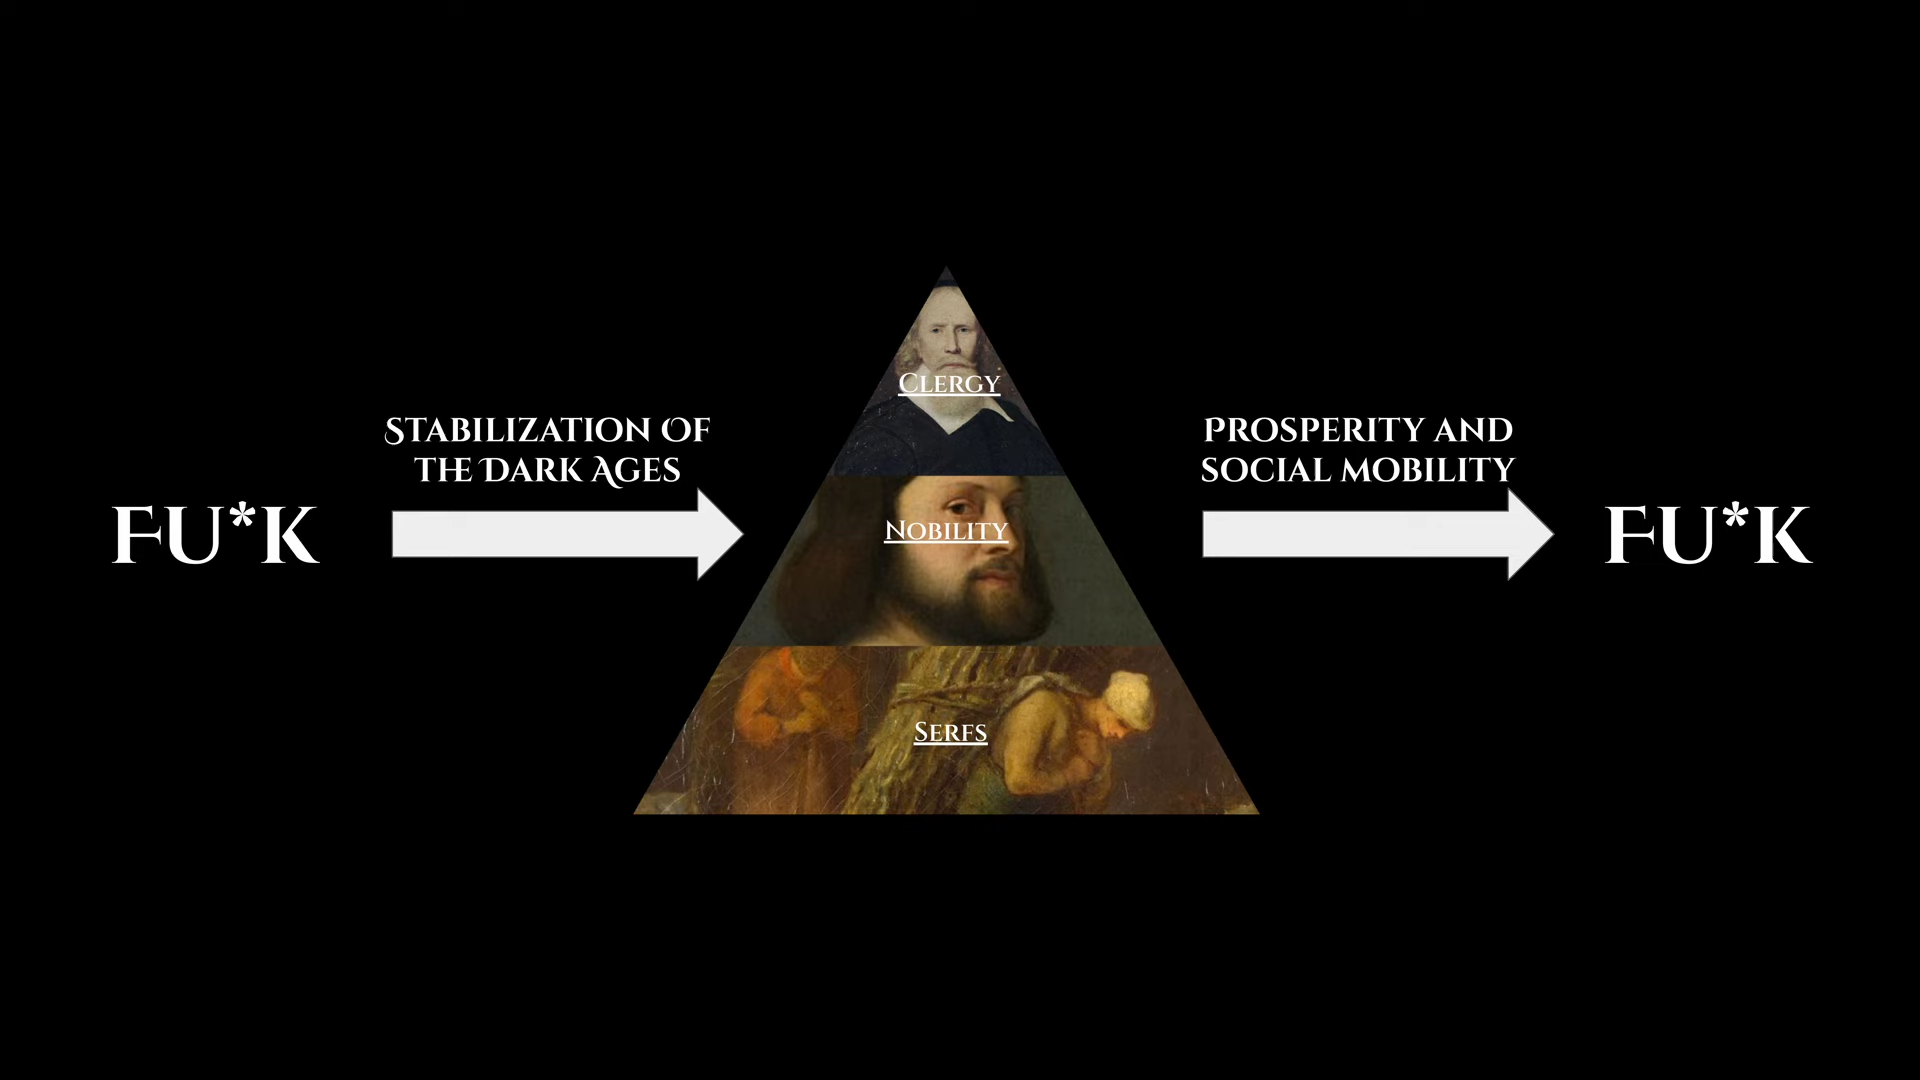 FU*K
STABILIZATION OF
THE DARK AGES
CLERGY
NOBILITY
SERFS
PROSPERITY AND
SOCIAL MOBILITY
FU*K